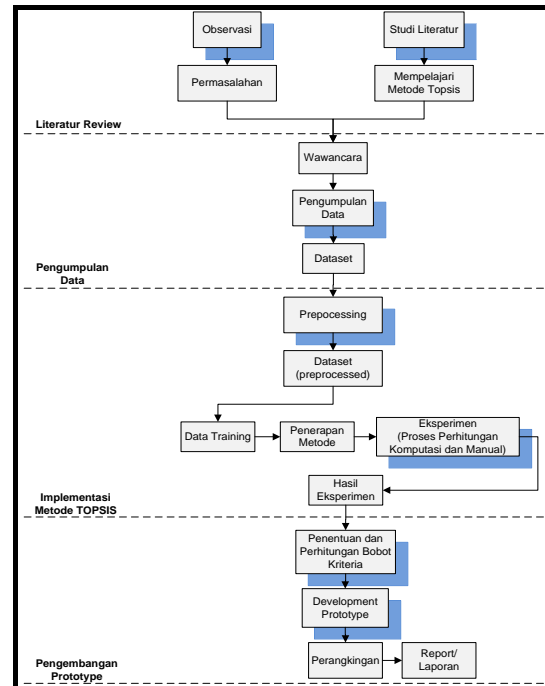 Observasi
Studi Literatur
Permasalahan
Mempelajari
Metode Topsis
Literatur Review
Wawancara
Pengumpulan
Data
Dataset
Pengumpulan
Data
Prepocessing
Dataset
(preprocessed)
Data Training
Penerapan
Metode
Eksperimen
(Proses Perhitungan
Komputasi dan Manual)
Hasil
Eksperimen
Implementasi
Metode TOPSIS
Penentuan dan
Perhitungan Bobot
Kriteria
Development
Prototype
Perangkingan
Report/
Laporan
Pengembangan
Prototype